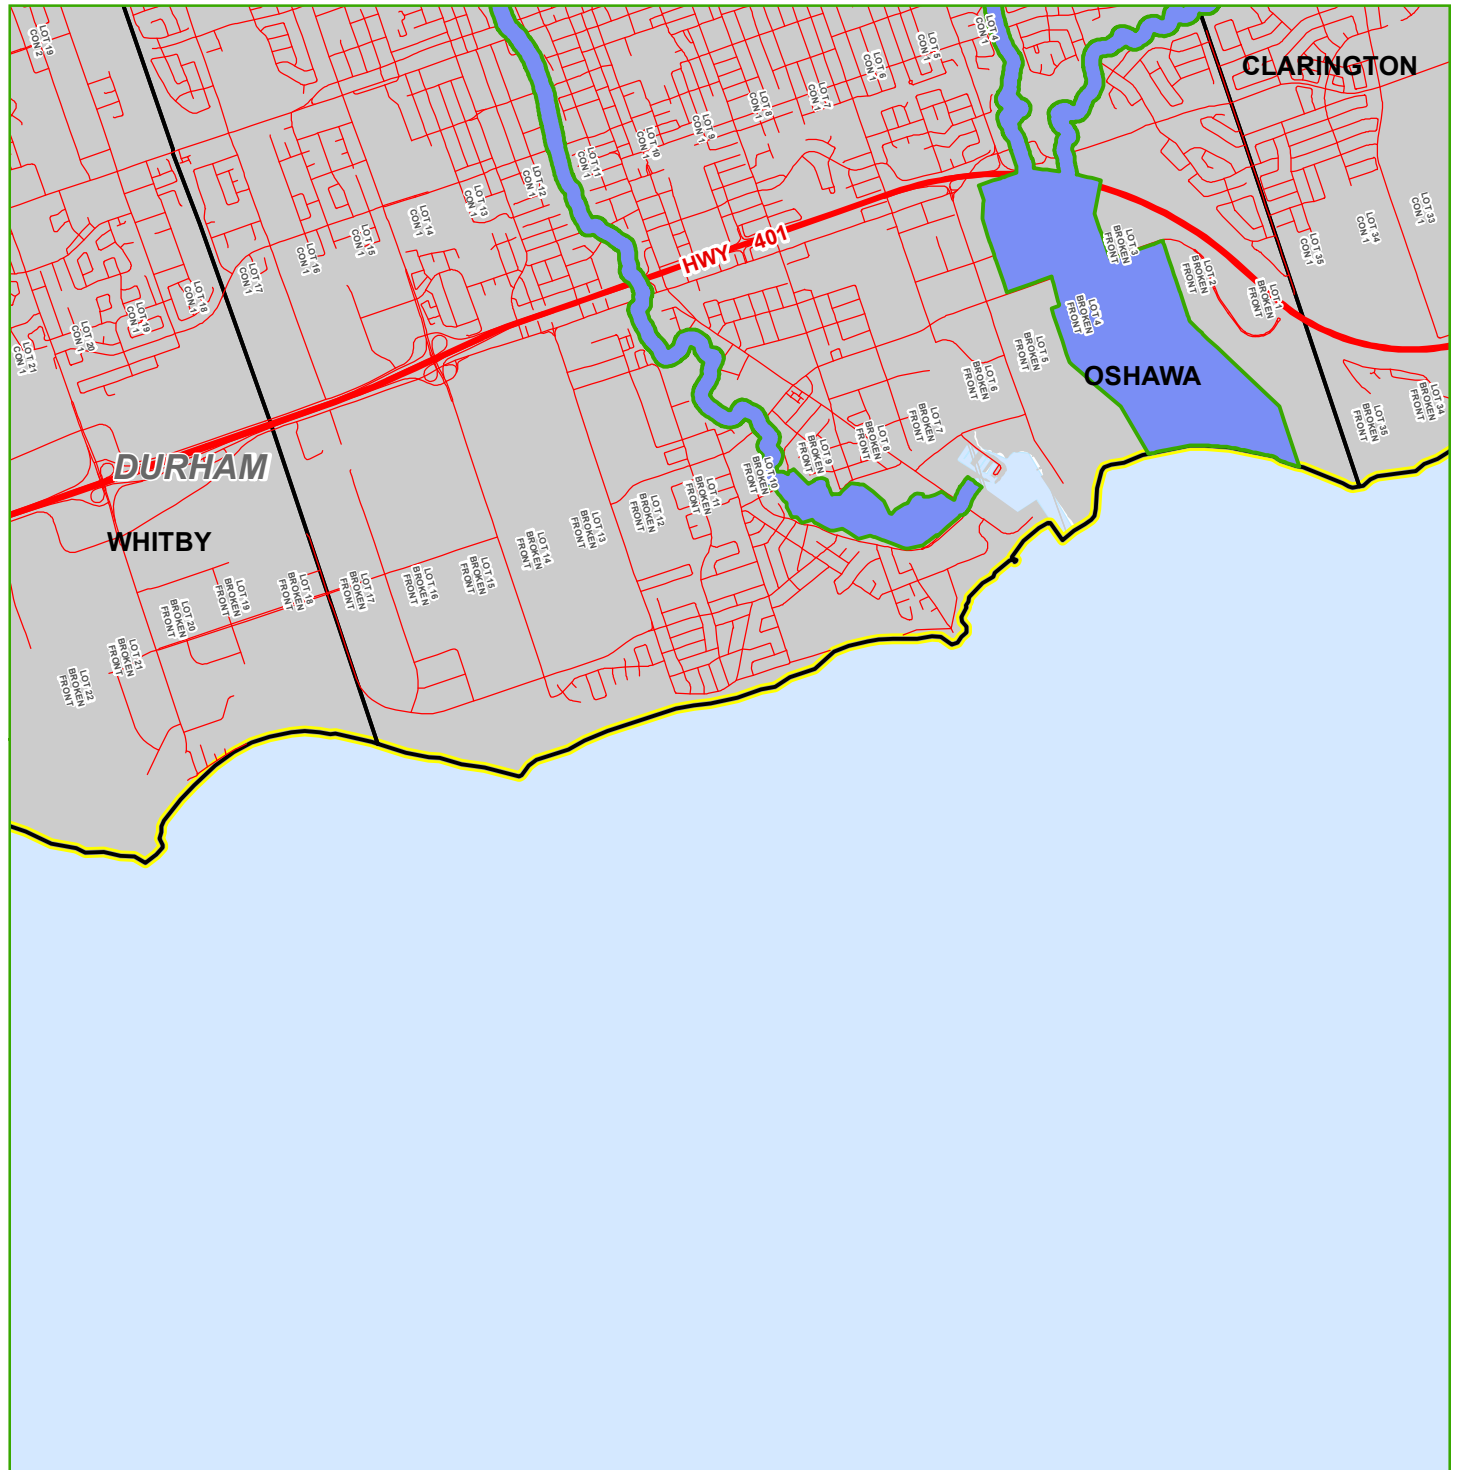 LOT 19
CON 2
LOT 4
CON 1
LOT 5
CON 1
LOT 6
CON 1
LOT 7
CON 1
LOT 8
CON 1
LOT 9
CON 1
LOT 10
CON 1
LOT 11
CON 1
LOT 12
CON 1
LOT 13
CON 1
LOT 14
CON 1
LOT 15
CON 1
LOT 16
CON 1
LOT 17
CON 1
LOT 18
CON 1
LOT 19
CON 1
LOT 20
CON 1
LOT 21
CON 1
CLARINGTON
LOT 33
CON 1
LOT 34
CON 1
LOT 35
CON 1
HWY 401
LOT 1
BROKEN
FRONT
LOT 2
BROKEN
FRONT
LOT 3
BROKEN
FRONT
LOT 4
BROKEN
FRONT
LOT 5
BROKEN
FRONT
OSHAWA
LOT 6
BROKEN
FRONT
LOT 7
BROKEN
FRONT
LOT 8
BROKEN
FRONT
LOT 9
BROKEN
FRONT
LOT 10
BROKEN
FRONT
LOT 11
BROKEN
FRONT
LOT 12
BROKEN
FRONT
LOT 13
BROKEN
FRONT
LOT 14
BROKEN
FRONT
LOT 15
BROKEN
FRONT
LOT 16
BROKEN
FRONT
LOT 17
BROKEN
FRONT
LOT 18
BROKEN
FRONT
LOT 19
BROKEN
FRONT
LOT 20
BROKEN
FRONT
LOT 21
BROKEN
FRONT
LOT 22
BROKEN
FRONT
LOT 34
BROKEN
FRONT
LOT 35
BROKEN
FRONT
DURHAM
WHITBY